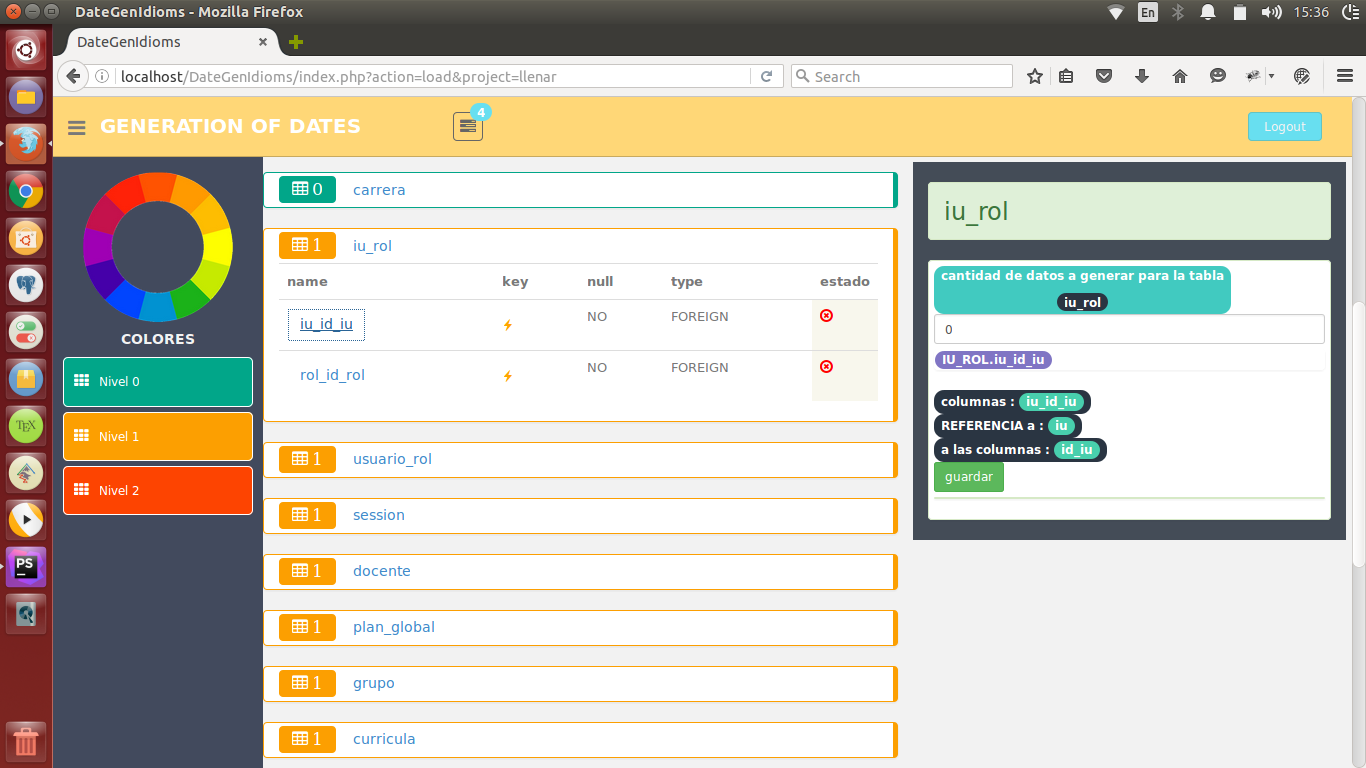 DateGenIdioms - Mozilla Firefox
En
15:36
DateGenIdioms
localhost/DateGenIdioms/index.php?action=load&project=llenar
Search
GENERATION OF DATES
4
Logout
COLORES
Nivel 0
Nivel 1
Nivel 2
0 carrera
1 iu_rol
name key null type estado
iu_id_iu NO FOREIGN
rol_id_rol NO FOREIGN
1 usuario_rol
1 session
1 docente
1 plan_global
1 grupo
1 curricula
iu_rol
cantidad de datos a generar para la tabla
iu_rol
0
IU_ROL.iu_id_iu
columnas : iu_id_iu
REFERENCIA a : iu
a las columnas : id_iu
guardar
TEX
PS